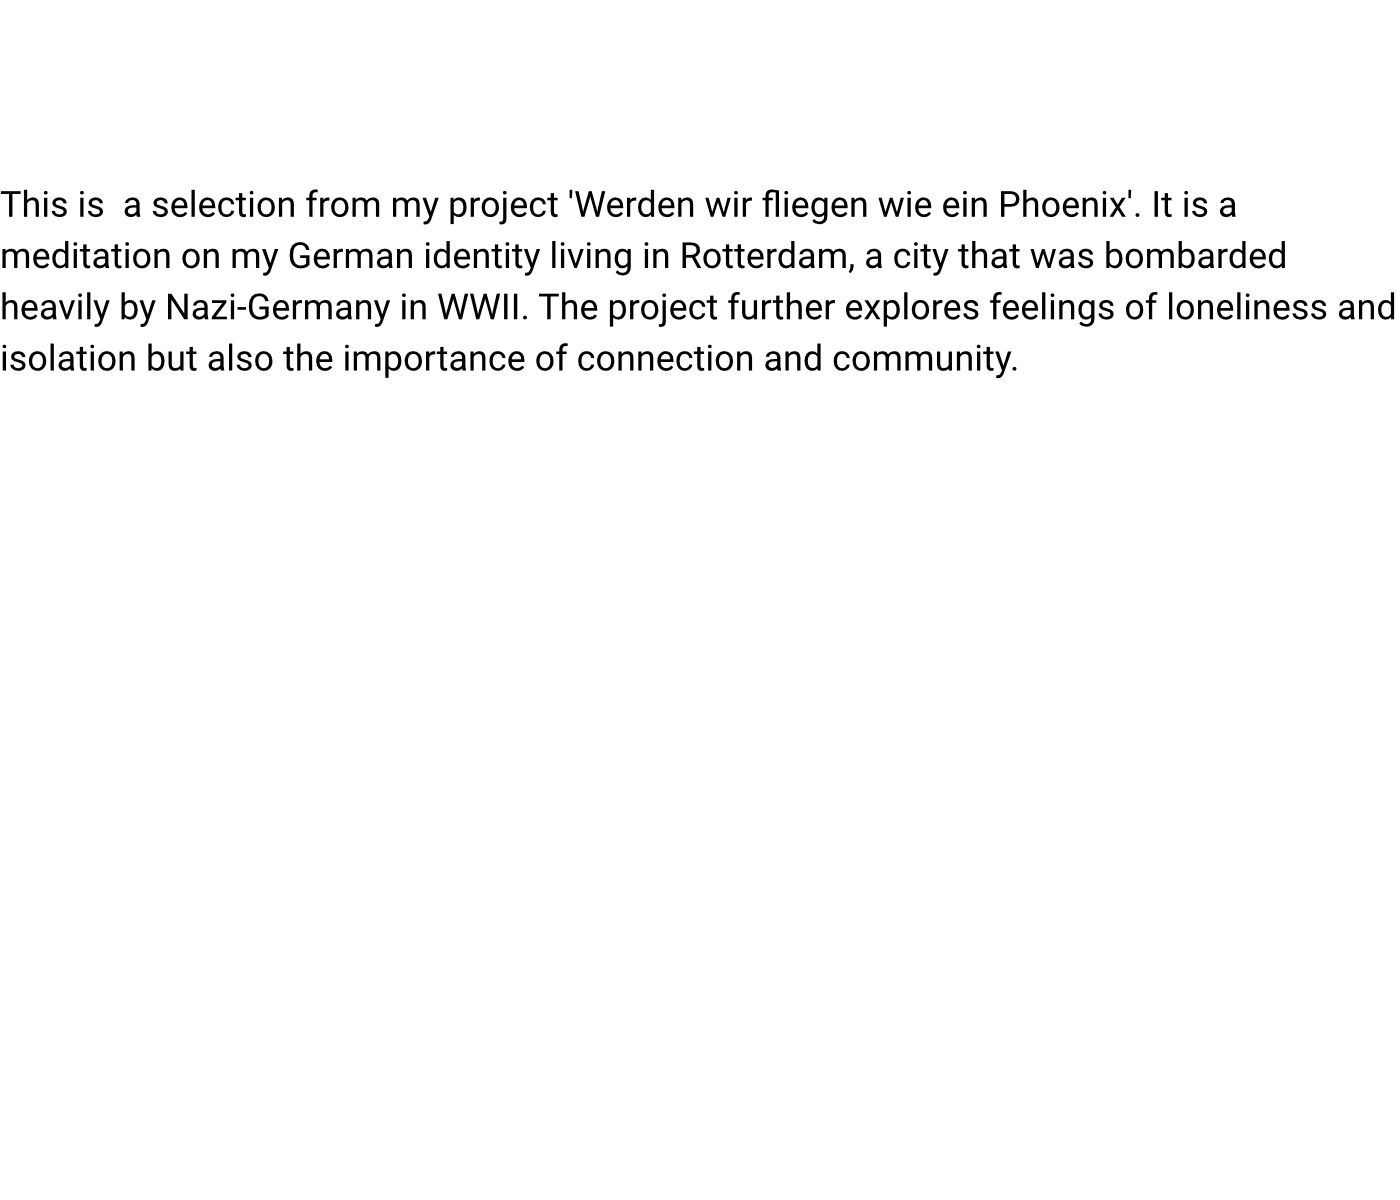 This is  a selection from my project 'Werden wir fliegen wie ein Phoenix'. It is a
meditation on my German identity living in Rotterdam, a city that was bombarded
heavily by Nazi-Germany in WWII. The project further explores feelings of loneliness and
isolation but also the importance of connection and community.